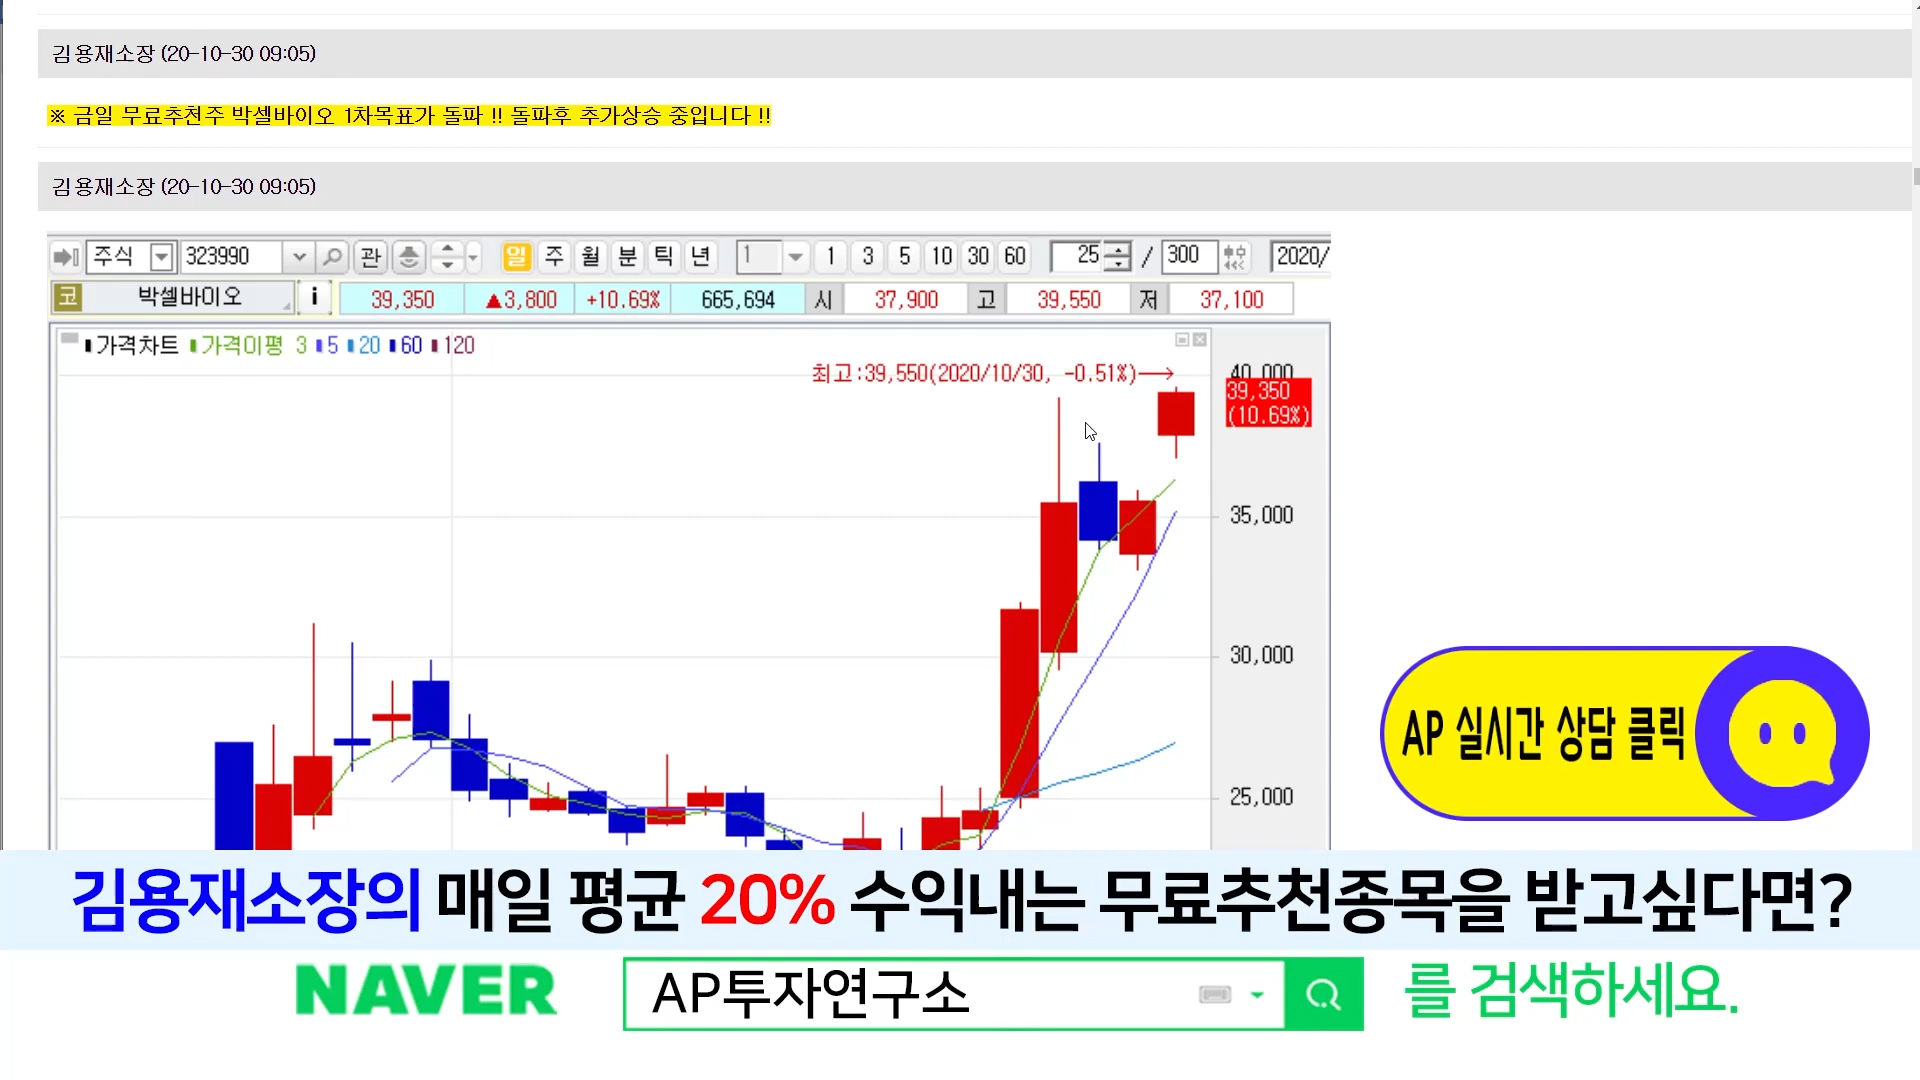 김용재소장 (20-10-30 09:05)
※ 금일 무료추천주 박셀바이오 1차목표가 돌파 !! 돌파후 추가상승 중입니다 !!
김용재소장 (20-10-30 09:05)
주식 323990 관 일 주 월 분 틱 년 1 1 3 5 10 30 60 25 / 300 2020/
코 박셀바이오 i 39,350 ▲3,800 +10.69% 665,694 시 37,900 고 39,550 저 37,100
가격차트 가격이평 3 5 20 60 120
최고:39,550(2020/10/30, -0.51%)→
40,000
39,350
(10.69%)
35,000
30,000
25,000
AP 실시간 상담 클릭
김용재소장의 매일 평균 20% 수익내는 무료추천종목을 받고싶다면?
NAVER AP투자연구소 를 검색하세요.